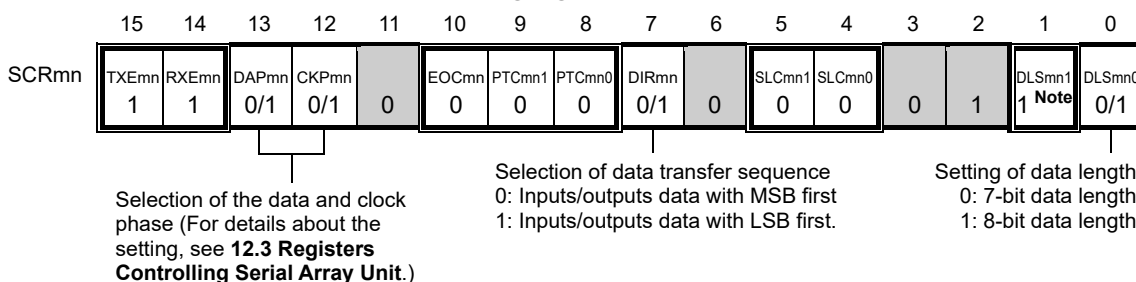 15 14 13 12 11 10 9 8 7 6 5 4 3 2 1 0
SCRmn TXEmn RXEmn DAPmn CKPmn EOCmn PTCmn1 PTCmn0 DIRmn SLCmn1 SLCmn0 DLSmn1 DLSmn0
1 1 0/1 0/1 0 0 0 0 0/1 0 0 0 0 1 1 Note 0/1
Selection of the data and clock
phase (For details about the
setting, see 12.3 Registers
Controlling Serial Array Unit.)
Selection of data transfer sequence
0: Inputs/outputs data with MSB first
1: Inputs/outputs data with LSB first.
Setting of data length
0: 7-bit data length
1: 8-bit data length